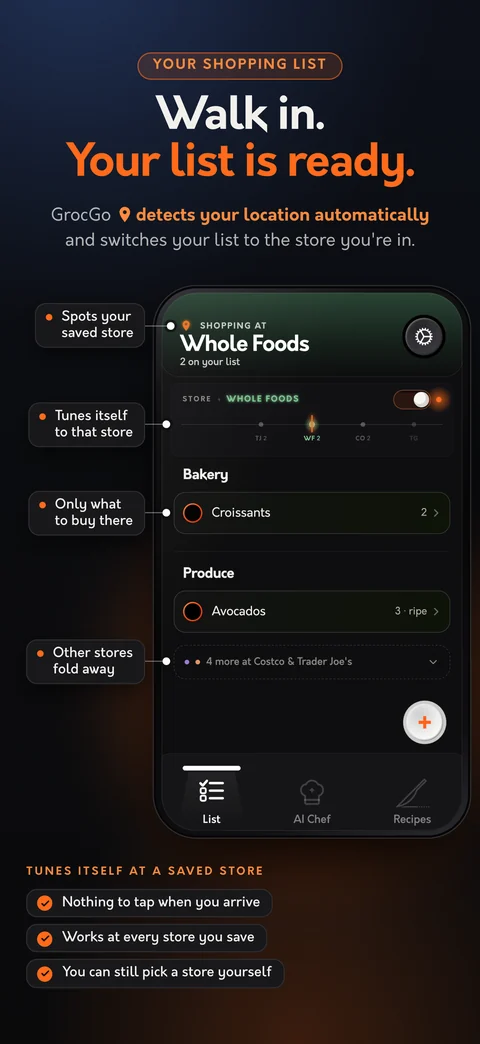 YOUR SHOPPING LIST
Walk in.
Your list is ready.
GrocGo detects your location automatically
and switches your list to the store you're in.
Spots your
saved store
SHOPPING AT
Whole Foods
2 on your list
Tunes itself
to that store
STORE • WHOLE FOODS
TJ 2 WF 2 CO 2 TG
Bakery
Only what
to buy there
Croissants 2
Produce
Avocados 3 · ripe
Other stores
fold away
4 more at Costco & Trader Joe's
List AI Chef Recipes
TUNES ITSELF AT A SAVED STORE
Nothing to tap when you arrive
Works at every store you save
You can still pick a store yourself